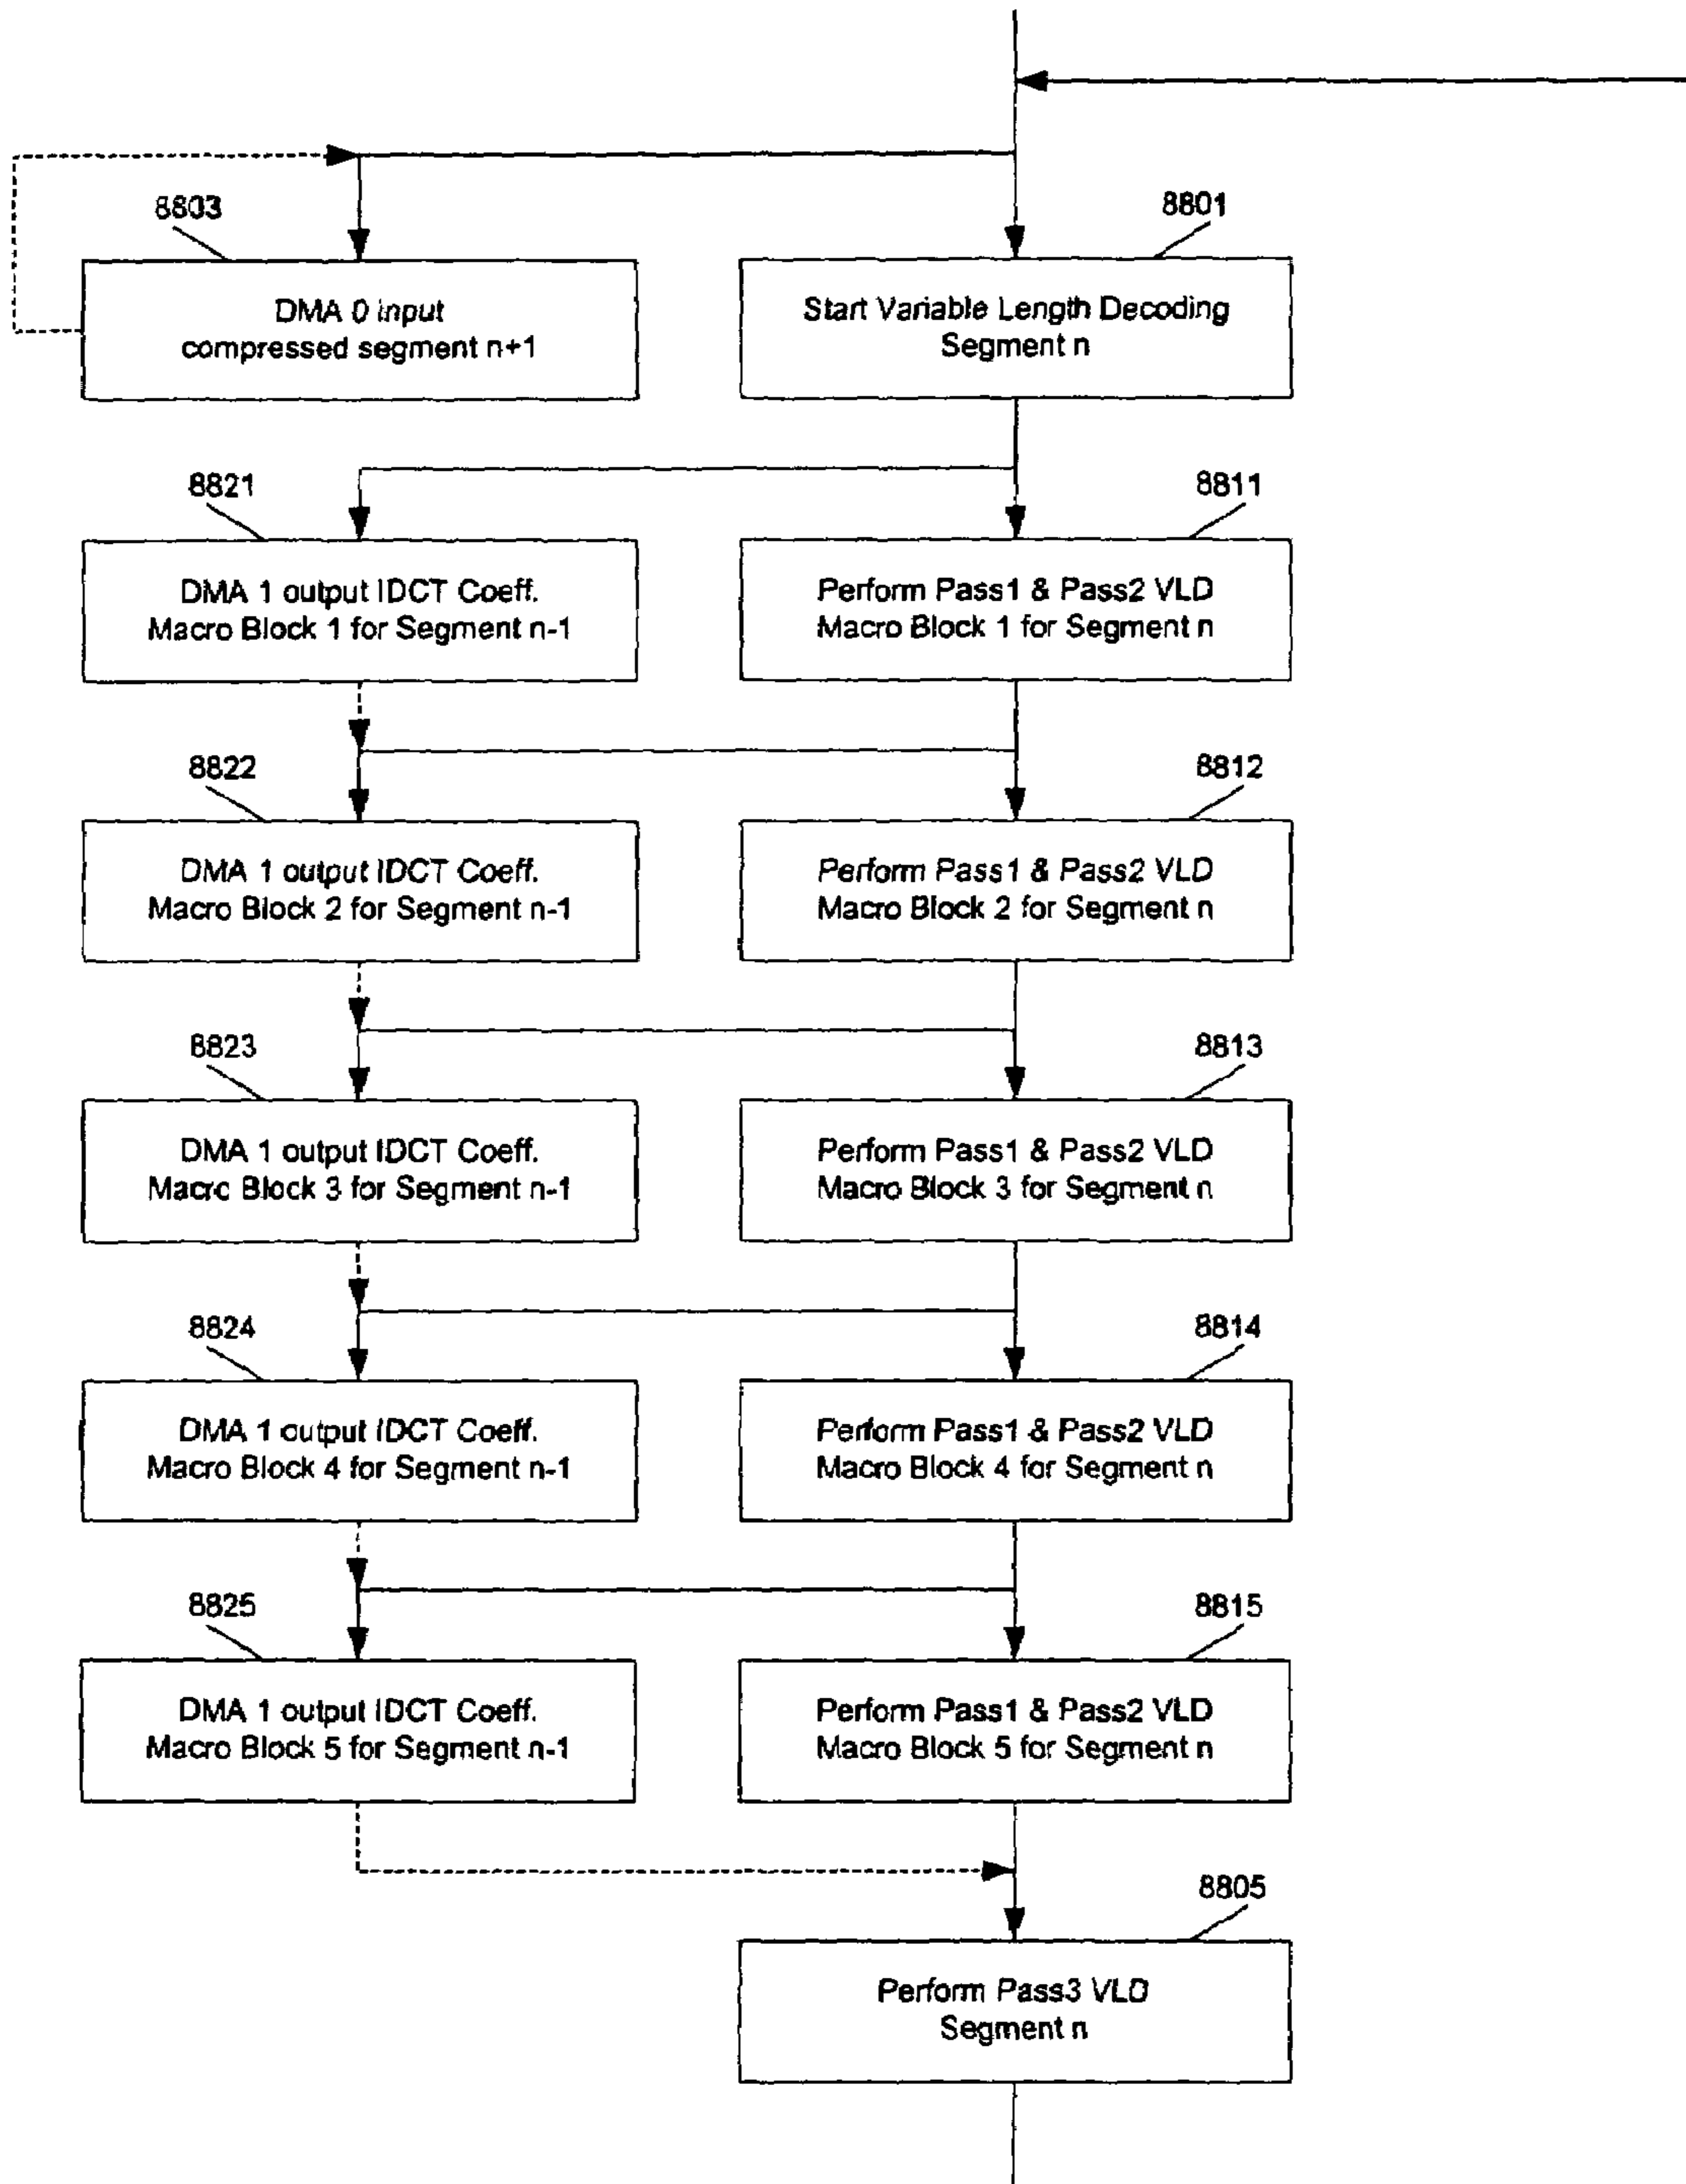 8803
8801
DMA 0 input
compressed segment n+1
Start Variable Length Decoding
Segment n
8821
8811
DMA 1 output IDCT Coeff.
Macro Block 1 for Segment n-1
Perform Pass1 & Pass2 VLD
Macro Block 1 for Segment n
8822
8812
DMA 1 output IDCT Coeff.
Macro Block 2 for Segment n-1
Perform Pass1 & Pass2 VLD
Macro Block 2 for Segment n
8823
8813
DMA 1 output IDCT Coeff.
Macro Block 3 for Segment n-1
Perform Pass1 & Pass2 VLD
Macro Block 3 for Segment n
8824
8814
DMA 1 output IDCT Coeff.
Macro Block 4 for Segment n-1
Perform Pass1 & Pass2 VLD
Macro Block 4 for Segment n
8825
8815
DMA 1 output IDCT Coeff.
Macro Block 5 for Segment n-1
Perform Pass1 & Pass2 VLD
Macro Block 5 for Segment n
8805
Perform Pass3 VLD
Segment n